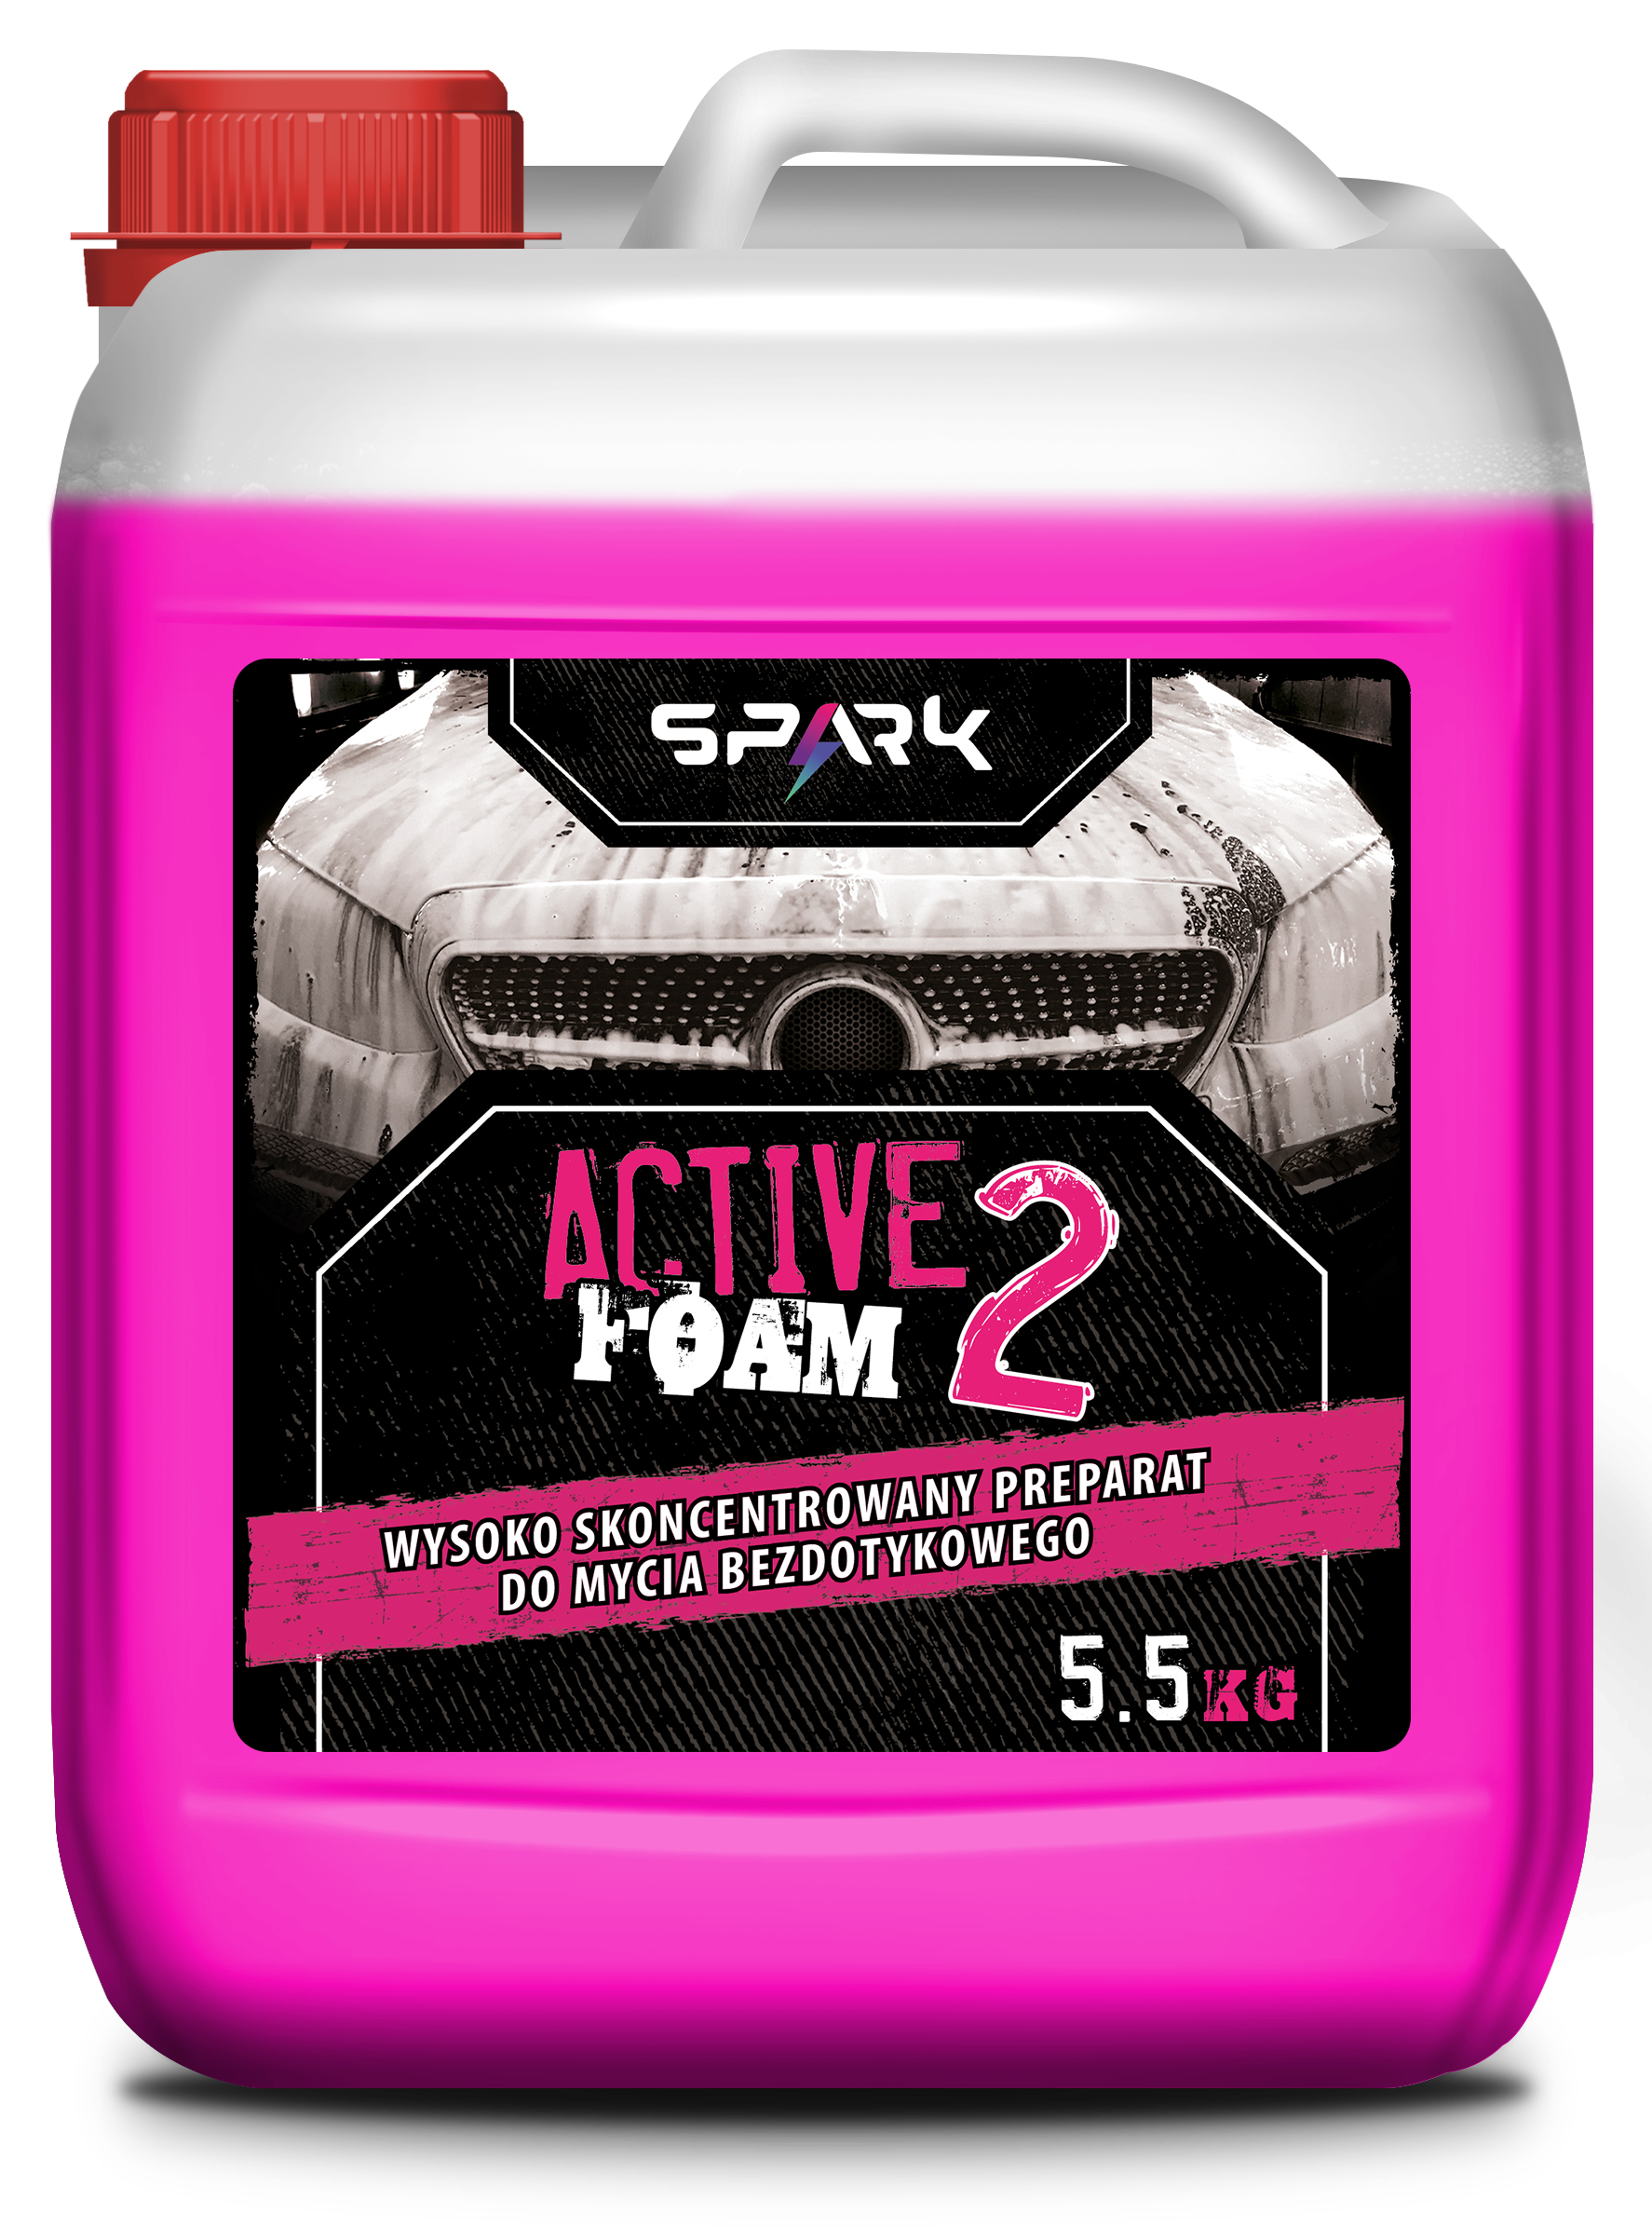 SPARK
ACTIVE
FOAM 2
WYSOKO SKONCENTROWANY PREPARAT
DO MYCIA BEZDOTYKOWEGO
5.5 KG